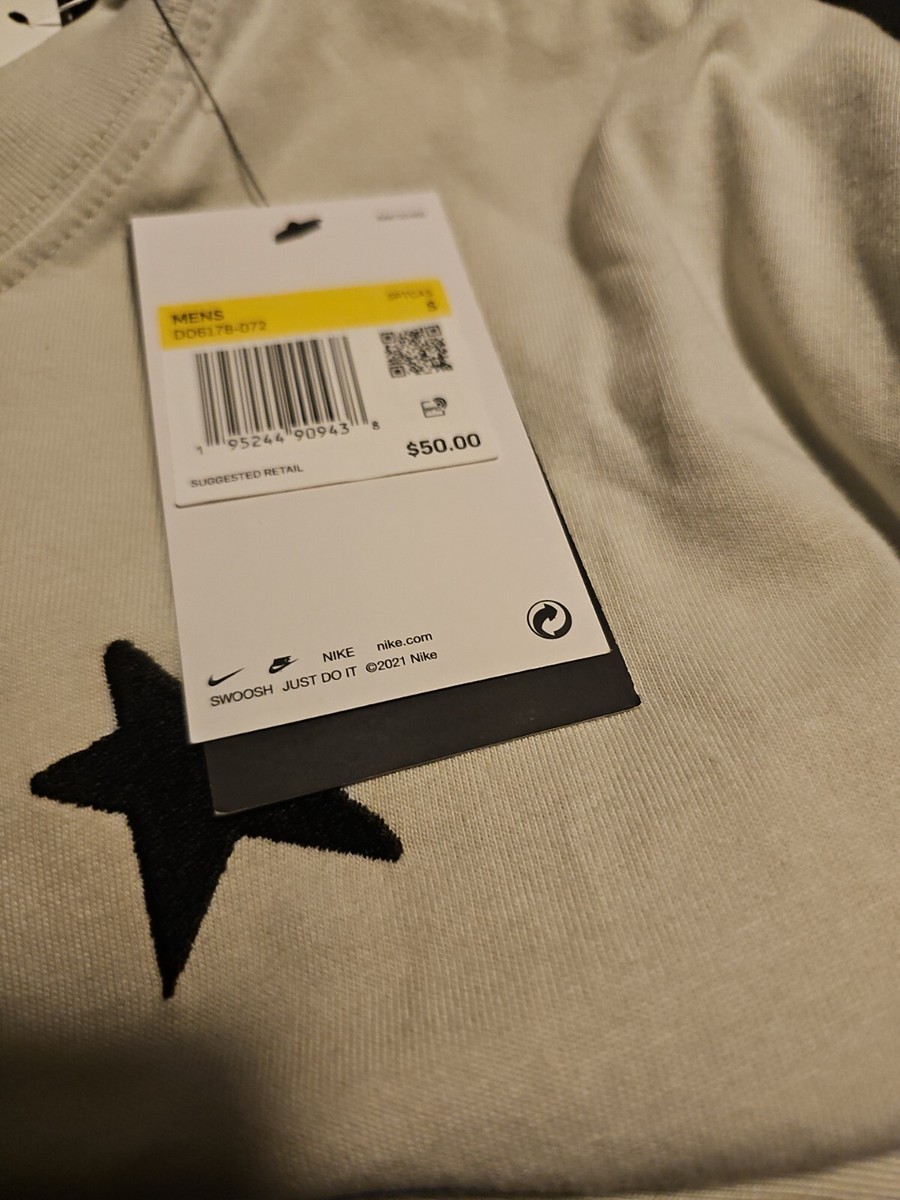 MENS
S
DD6178-072
1 95244 90943 8
$50.00
SUGGESTED RETAIL
NIKE nike.com
SWOOSH JUST DO IT ©2021 Nike